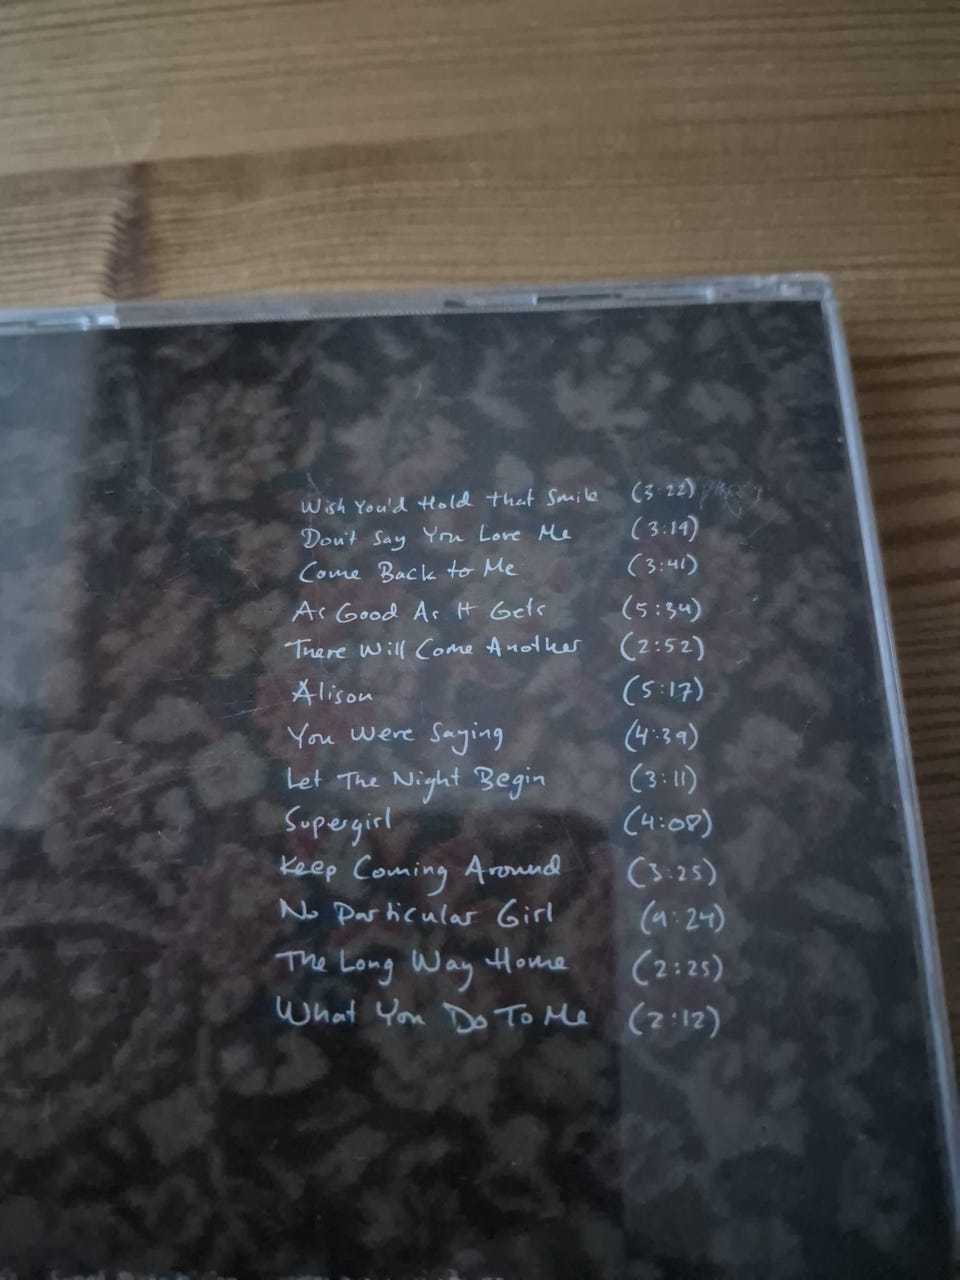 Wish You'd Hold that Smile (3:22)
Don't Say You Love Me (3:19)
Come Back to Me (3:41)
As Good As It Gets (5:34)
There Will Come Another (2:52)
Alison (5:17)
You Were Saying (4:39)
Let The Night Begin (3:11)
Supergirl (4:08)
Keep Coming Around (3:25)
No Particular Girl (4:24)
The Long Way Home (2:25)
What You Do To Me (2:12)